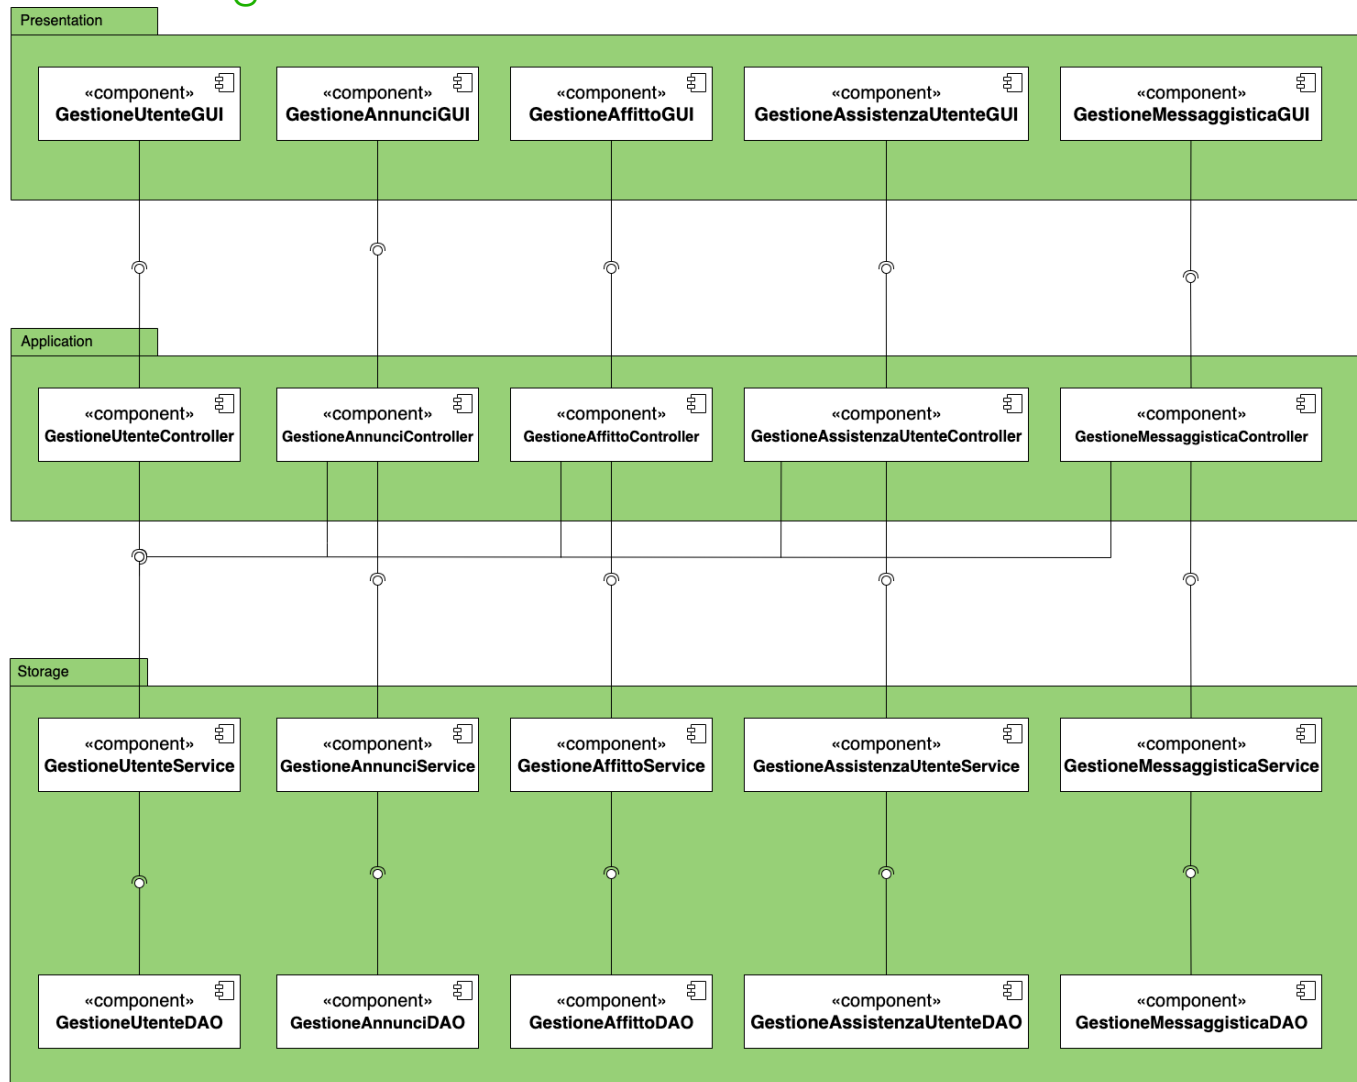 Presentation
«component»
GestioneUtenteGUI
«component»
GestioneAnnunciGUI
«component»
GestioneAffittoGUI
«component»
GestioneAssistenzaUtenteGUI
«component»
GestioneMessaggisticaGUI
Application
«component»
GestioneUtenteController
«component»
GestioneAnnunciController
«component»
GestioneAffittoController
«component»
GestioneAssistenzaUtenteController
«component»
GestioneMessaggisticaController
Storage
«component»
GestioneUtenteService
«component»
GestioneAnnunciService
«component»
GestioneAffittoService
«component»
GestioneAssistenzaUtenteService
«component»
GestioneMessaggisticaService
«component»
GestioneUtenteDAO
«component»
GestioneAnnunciDAO
«component»
GestioneAffittoDAO
«component»
GestioneAssistenzaUtenteDAO
«component»
GestioneMessaggisticaDAO